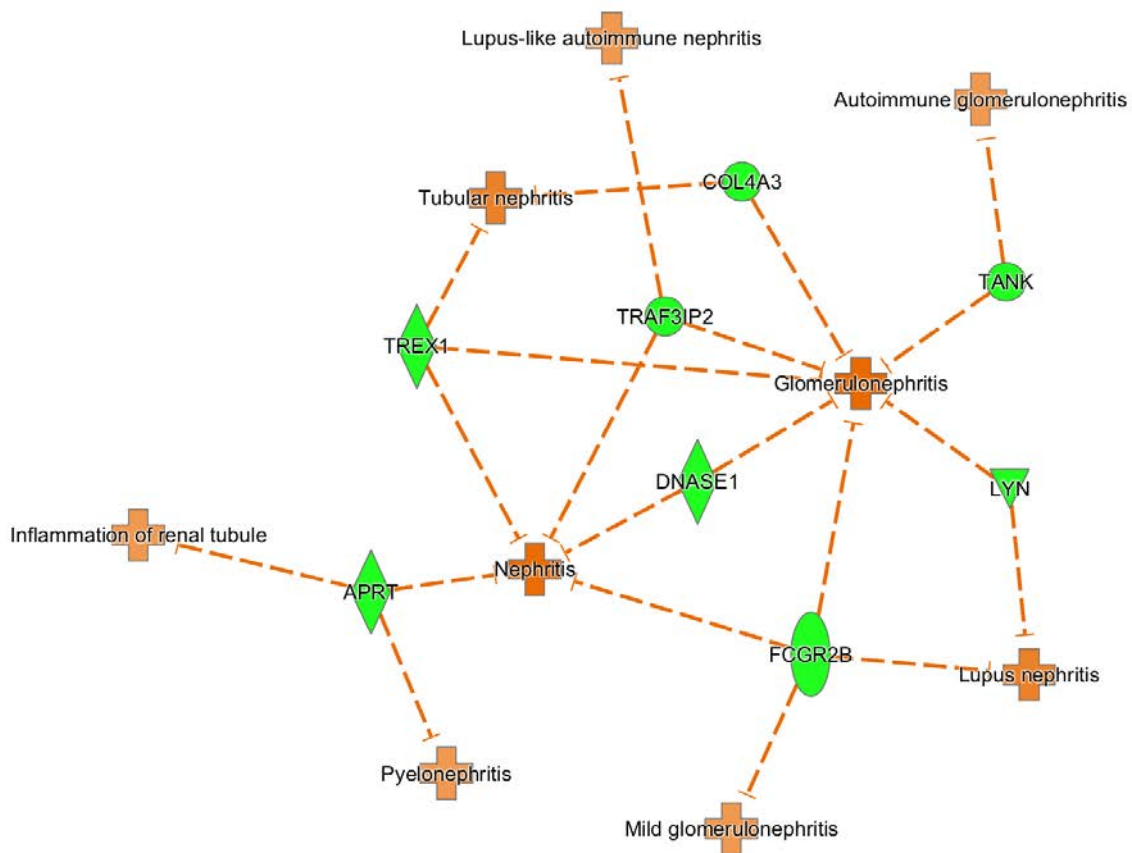 Lupus-like autoimmune nephritis
Autoimmune glomerulonephritis
COL4A3
Tubular nephritis
TANK
TRAF3IP2
TREX1
Glomerulonephritis
DNASE1
LYN
Inflammation of renal tubule
Nephritis
APRT
FCGR2B
Lupus nephritis
Pyelonephritis
Mild glomerulonephritis